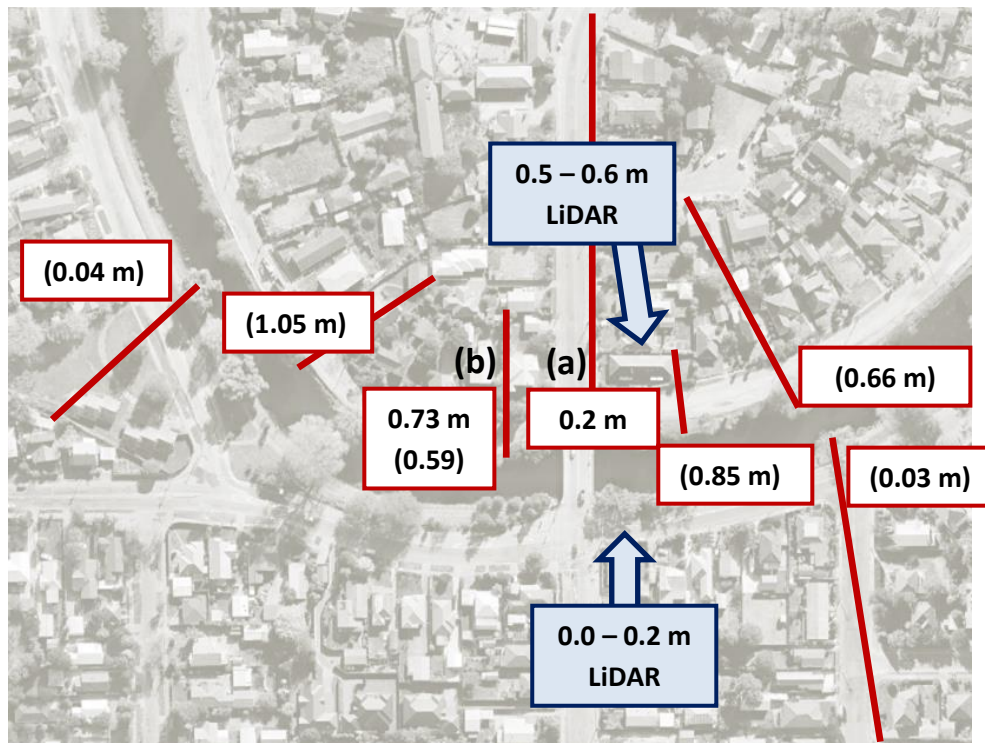 0.5 – 0.6 m
LiDAR
(0.04 m)
(1.05 m)
(b)
(a)
(0.66 m)
0.73 m
(0.59)
0.2 m
(0.85 m)
(0.03 m)
0.0 – 0.2 m
LiDAR